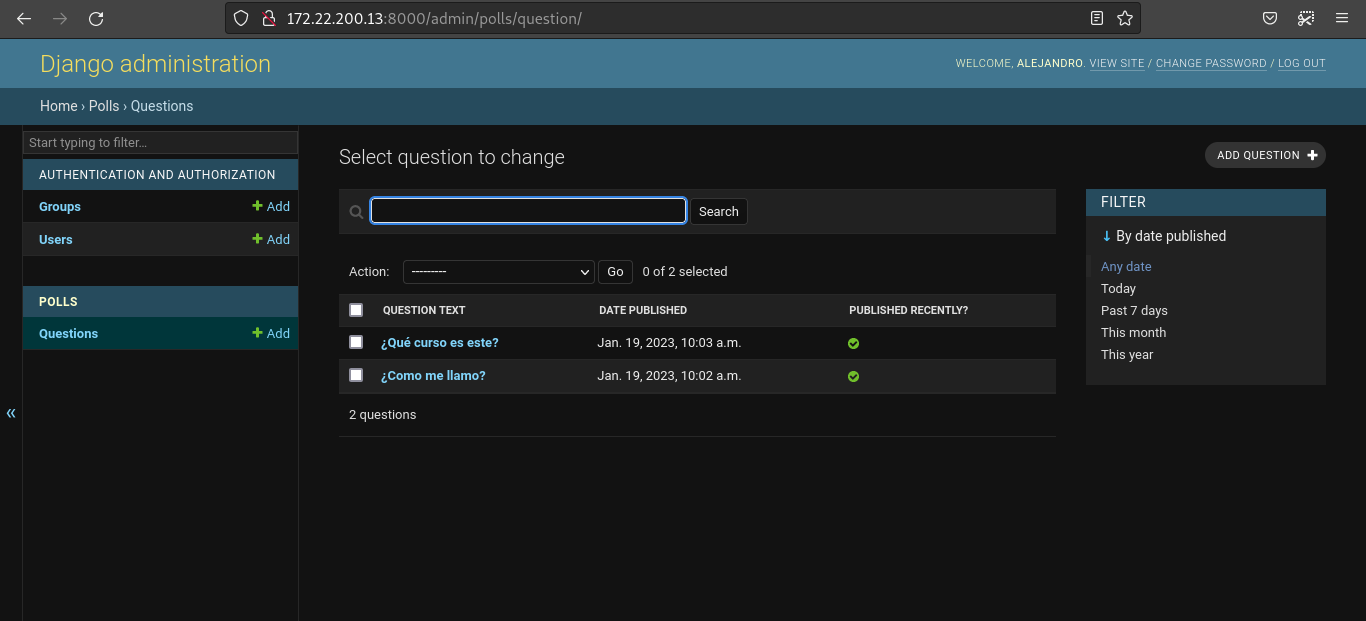 172.22.200.13:8000/admin/polls/question/
Django administration
WELCOME, ALEJANDRO. VIEW SITE / CHANGE PASSWORD / LOG OUT
Home › Polls › Questions
Start typing to filter...
AUTHENTICATION AND AUTHORIZATION
Groups + Add
Users + Add
POLLS
Questions + Add
«
Select question to change
ADD QUESTION +
Search
Action: --------- Go 0 of 2 selected
QUESTION TEXT DATE PUBLISHED PUBLISHED RECENTLY?
¿Qué curso es este? Jan. 19, 2023, 10:03 a.m.
¿Como me llamo? Jan. 19, 2023, 10:02 a.m.
2 questions
FILTER
↓ By date published
Any date
Today
Past 7 days
This month
This year